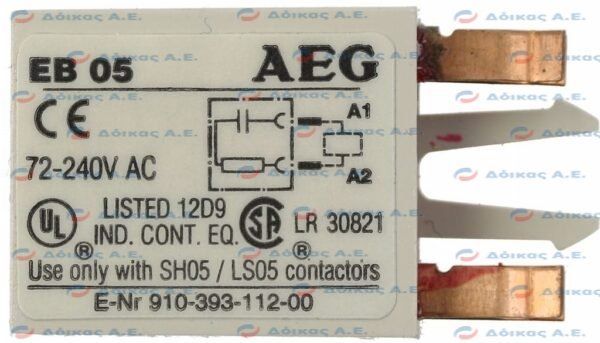 EB 05 AEG
CE
A1
72-240V AC
A2
UL ® LISTED 12D9 SA ® LR 30821
IND. CONT. EQ.
Use only with SH05 / LS05 contactors
E-Nr 910-393-112-00
Δόικας Α.Ε.